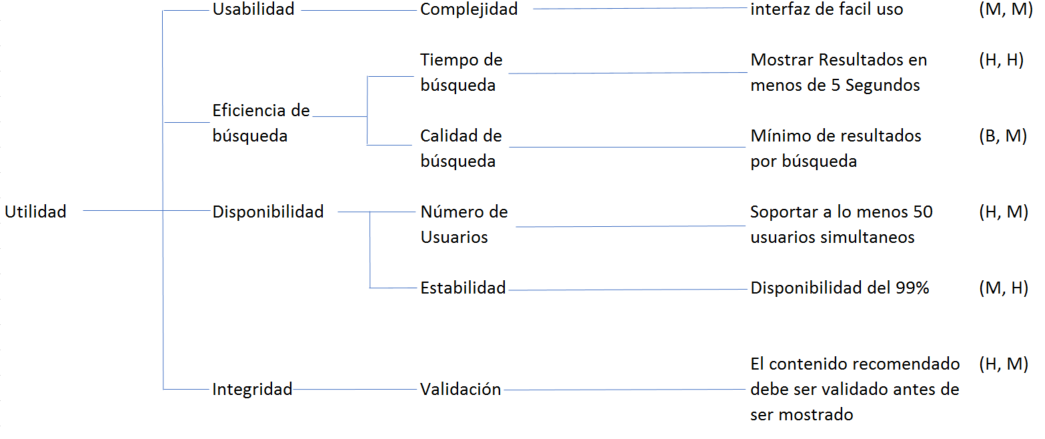 Usabilidad Complejidad interfaz de facil uso (M, M)
Tiempo de Mostrar Resultados en (H, H)
búsqueda menos de 5 Segundos
Eficiencia de
búsqueda
Calidad de Mínimo de resultados (B, M)
búsqueda por búsqueda
Utilidad Disponibilidad Número de Soportar a lo menos 50 (H, M)
Usuarios usuarios simultaneos
Estabilidad Disponibilidad del 99% (M, H)
El contenido recomendado (H, M)
Integridad Validación debe ser validado antes de
ser mostrado